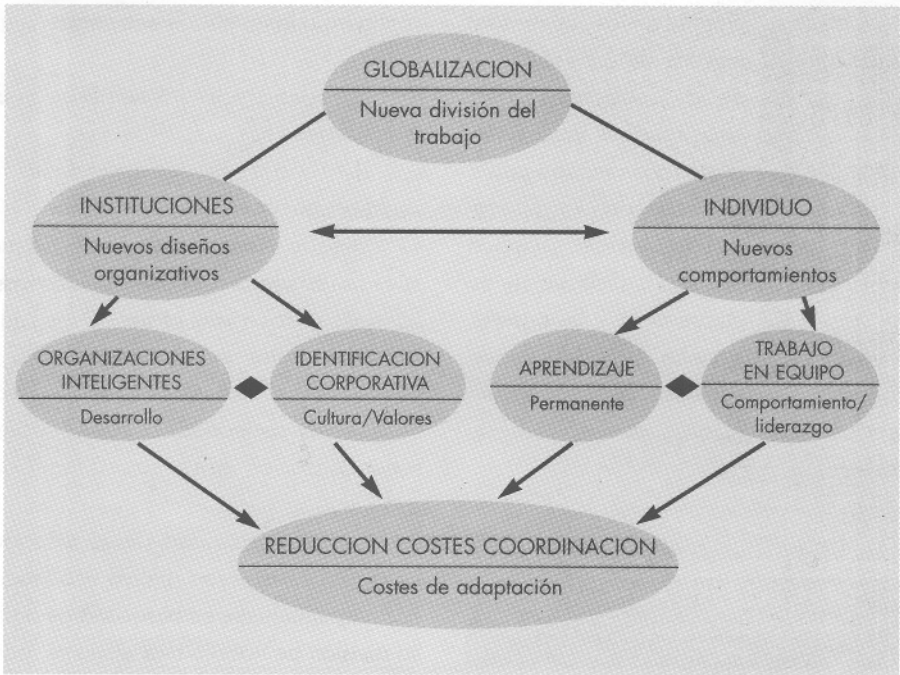 GLOBALIZACION
Nueva división del
trabajo
INSTITUCIONES
Nuevos diseños
organizativos
INDIVIDUO
Nuevos
comportamientos
ORGANIZACIONES
INTELIGENTES
Desarrollo
IDENTIFICACION
CORPORATIVA
Cultura/Valores
APRENDIZAJE
Permanente
TRABAJO
EN EQUIPO
Comportamiento/
liderazgo
REDUCCION COSTES COORDINACION
Costes de adaptación